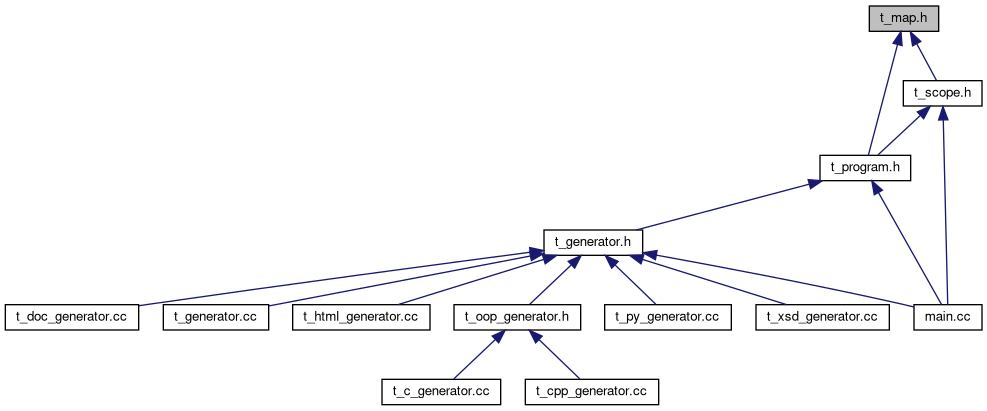 t_map.h
t_scope.h
t_program.h
t_generator.h
t_doc_generator.cc
t_generator.cc
t_html_generator.cc
t_oop_generator.h
t_py_generator.cc
t_xsd_generator.cc
main.cc
t_c_generator.cc
t_cpp_generator.cc